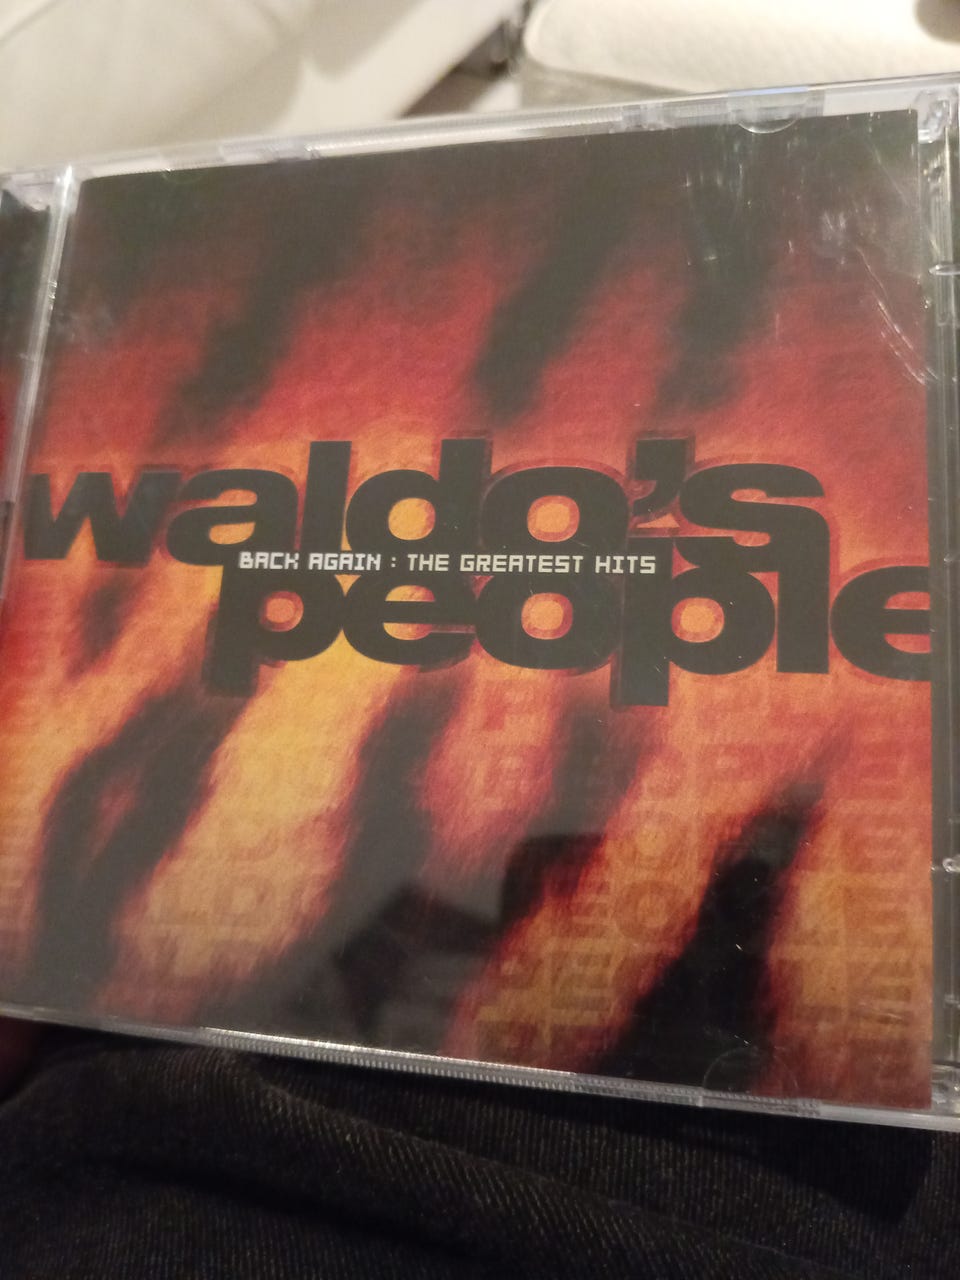 waldo's
BACK AGAIN : THE GREATEST HITS
people